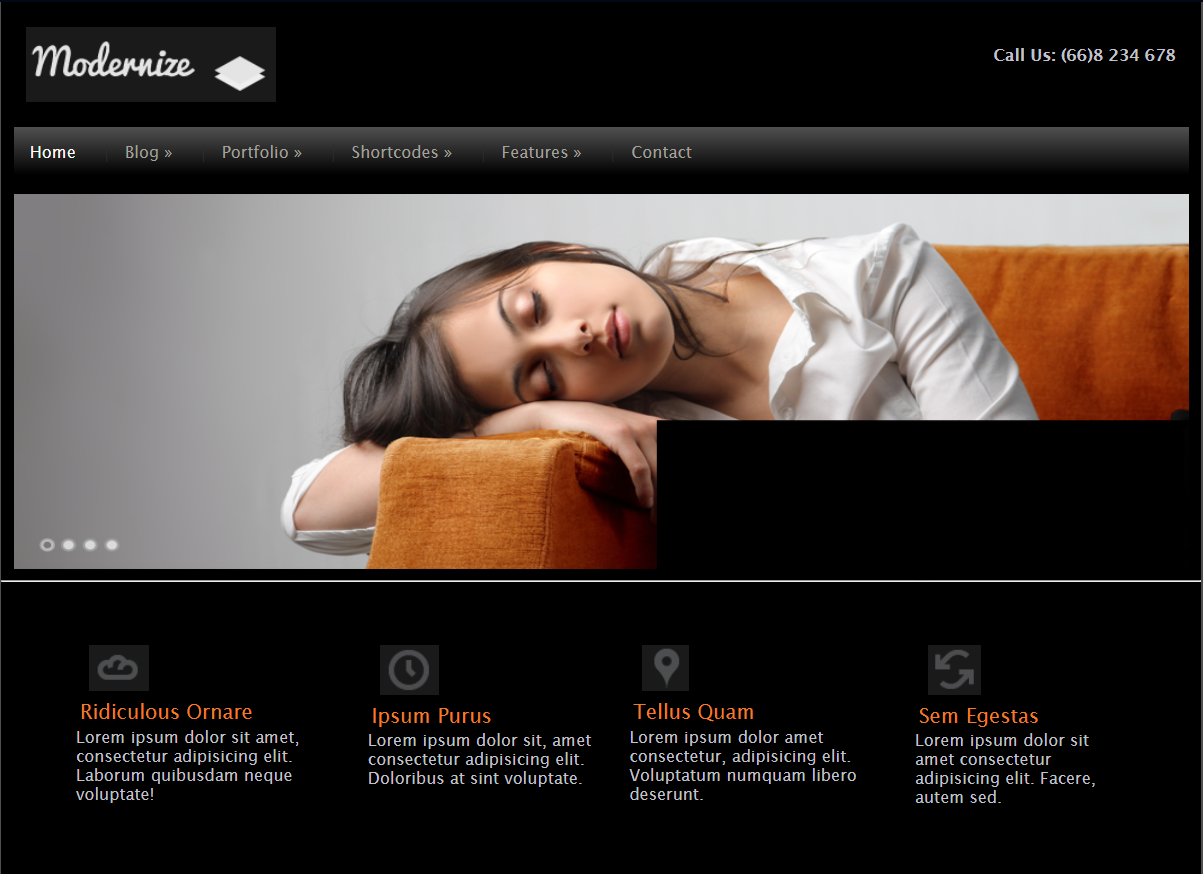 Modernize
Call Us: (66)8 234 678
Home Blog » Portfolio » Shortcodes » Features » Contact
Ridiculous Ornare
Lorem ipsum dolor sit amet,
consectetur adipisicing elit.
Laborum quibusdam neque
voluptate!
Ipsum Purus
Lorem ipsum dolor sit, amet
consectetur adipisicing elit.
Doloribus at sint voluptate.
Tellus Quam
Lorem ipsum dolor amet
consectetur, adipisicing elit.
Voluptatum numquam libero
deserunt.
Sem Egestas
Lorem ipsum dolor sit
amet consectetur
adipisicing elit. Facere,
autem sed.